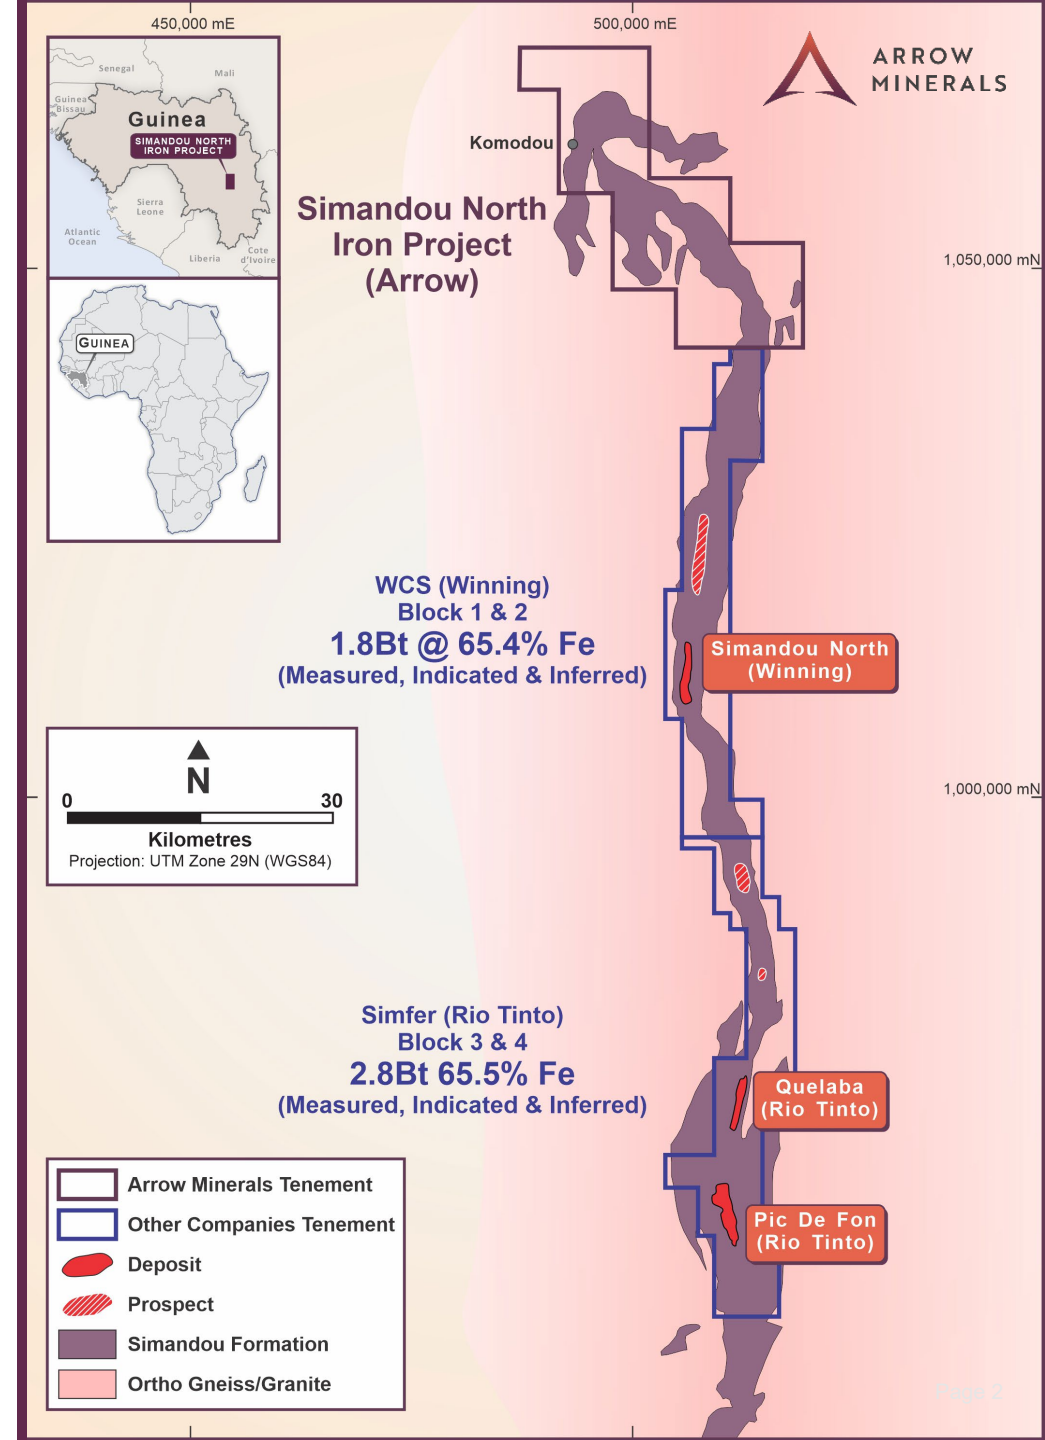 450,000 mE
500,000 mE
Senegal
Mali
Guinea
Bissau
Guinea
SIMANDOU NORTH
IRON PROJECT
Sierra
Leone
Atlantic
Ocean
Liberia
Cote
d'Ivoire
GUINEA
ARROW
MINERALS
Komodou
Simandou North
Iron Project
(Arrow)
1,050,000 mN
WCS (Winning)
Block 1 & 2
1.8Bt @ 65.4% Fe
(Measured, Indicated & Inferred)
Simandou North
(Winning)
N
0 30
Kilometres
Projection: UTM Zone 29N (WGS84)
1,000,000 mN
Simfer (Rio Tinto)
Block 3 & 4
2.8Bt 65.5% Fe
(Measured, Indicated & Inferred)
Quelaba
(Rio Tinto)
Pic De Fon
(Rio Tinto)
Arrow Minerals Tenement
Other Companies Tenement
Deposit
Prospect
Simandou Formation
Ortho Gneiss/Granite
Page 2